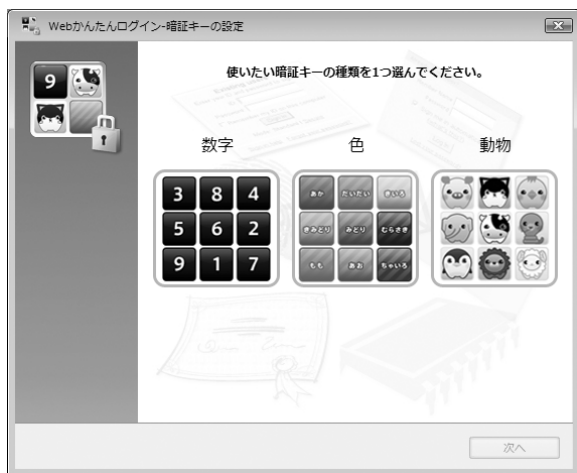 Webかんたんログイン-暗証キーの設定
9
使いたい暗証キーの種類を1つ選んでください。
数字 色 動物
3 8 4 あか だいだい きいろ
5 6 2 きみどり みどり むらさき
9 1 7 もも あお ちゃいろ
次へ